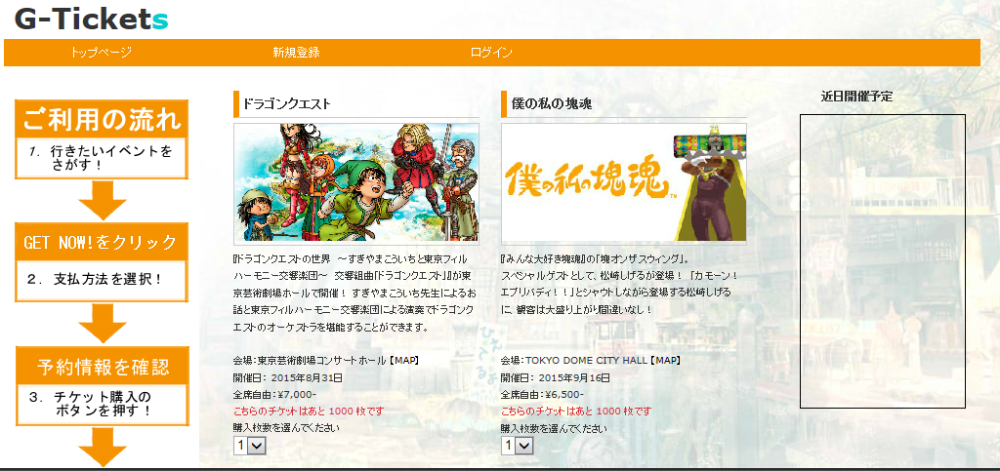 G-Tickets
トップページ
新規登録
ログイン
ご利用の流れ
1. 行きたいイベントを
さがす！
GET NOW!をクリック
2. 支払方法を選択！
予約情報を確認
3. チケット購入の
ボタンを押す！
ドラゴンクエスト
『ドラゴンクエストの世界 ～すぎやまこういちと東京フィル
ハーモニー交響楽団～ 交響組曲「ドラゴンクエスト」』が東
京芸術劇場ホールで開催！ すぎやまこういち先生によるお
話と東京フィルハーモニー交響楽団による演奏でドラゴンク
エストのオーケストラを堪能することができます。
会場：東京芸術劇場コンサートホール 【MAP】
開催日： 2015年8月31日
全席自由：¥7,000-
こちらのチケットはあと 1000 枚です
購入枚数を選んでください
1
僕の私の塊魂
僕の私の塊魂™
『みんな大好き塊魂』の「塊オンザスウィング」。
スペシャルゲストとして、松崎しげるが登場！ 「カモーン！
エブリバディ！！」とシャウトしながら登場する松崎しげる
に、観客は大盛り上がり間違いなし！
会場：TOKYO DOME CITY HALL 【MAP】
開催日： 2015年9月16日
全席自由：¥6,500-
こちらのチケットはあと 1000 枚です
購入枚数を選んでください
1
近日開催予定